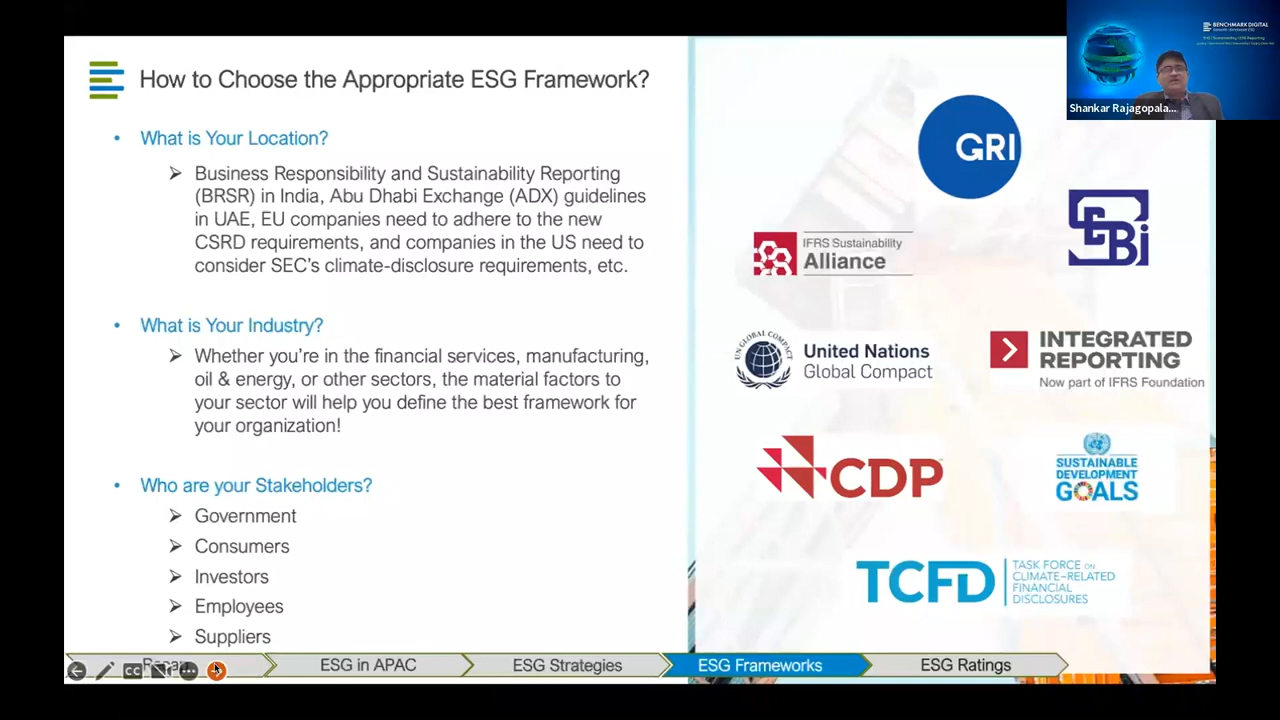 How to Choose the Appropriate ESG Framework?
• What is Your Location?
➢ Business Responsibility and Sustainability Reporting
(BRSR) in India, Abu Dhabi Exchange (ADX) guidelines
in UAE, EU companies need to adhere to the new
CSRD requirements, and companies in the US need to
consider SEC's climate-disclosure requirements, etc.
• What is Your Industry?
➢ Whether you're in the financial services, manufacturing,
oil & energy, or other sectors, the material factors to
your sector will help you define the best framework for
your organization!
• Who are your Stakeholders?
➢ Government
➢ Consumers
➢ Investors
➢ Employees
➢ Suppliers
GRI
SEBI
IFRS Sustainability
Alliance
UN GLOBAL COMPACT
United Nations
Global Compact
INTEGRATED
REPORTING
Now part of IFRS Foundation
CDP
SUSTAINABLE
DEVELOPMENT
GOALS
TCFD
TASK FORCE ON
CLIMATE-RELATED
FINANCIAL
DISCLOSURES
BENCHMARK DIGITAL
Shankar Rajagopala...
CC
Recap
ESG in APAC
ESG Strategies
ESG Frameworks
ESG Ratings